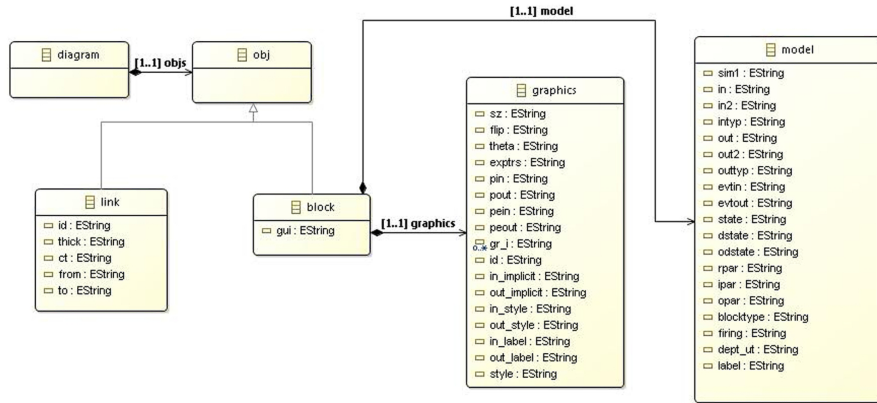 [1..1] model
diagram
[1..1] objs
obj
link
id : EString
thick : EString
ct : EString
from : EString
to : EString
block
gui : EString
[1..1] graphics
graphics
sz : EString
flip : EString
theta : EString
exptrs : EString
pin : EString
pout : EString
pein : EString
peout : EString
gr_i : EString
0..*
id : EString
in_implicit : EString
out_implicit : EString
in_style : EString
out_style : EString
in_label : EString
out_label : EString
style : EString
model
sim1 : EString
in : EString
in2 : EString
intyp : EString
out : EString
out2 : EString
outtyp : EString
evtin : EString
evtout : EString
state : EString
dstate : EString
odstate : EString
rpar : EString
ipar : EString
opar : EString
blocktype : EString
firing : EString
dept_ut : EString
label : EString